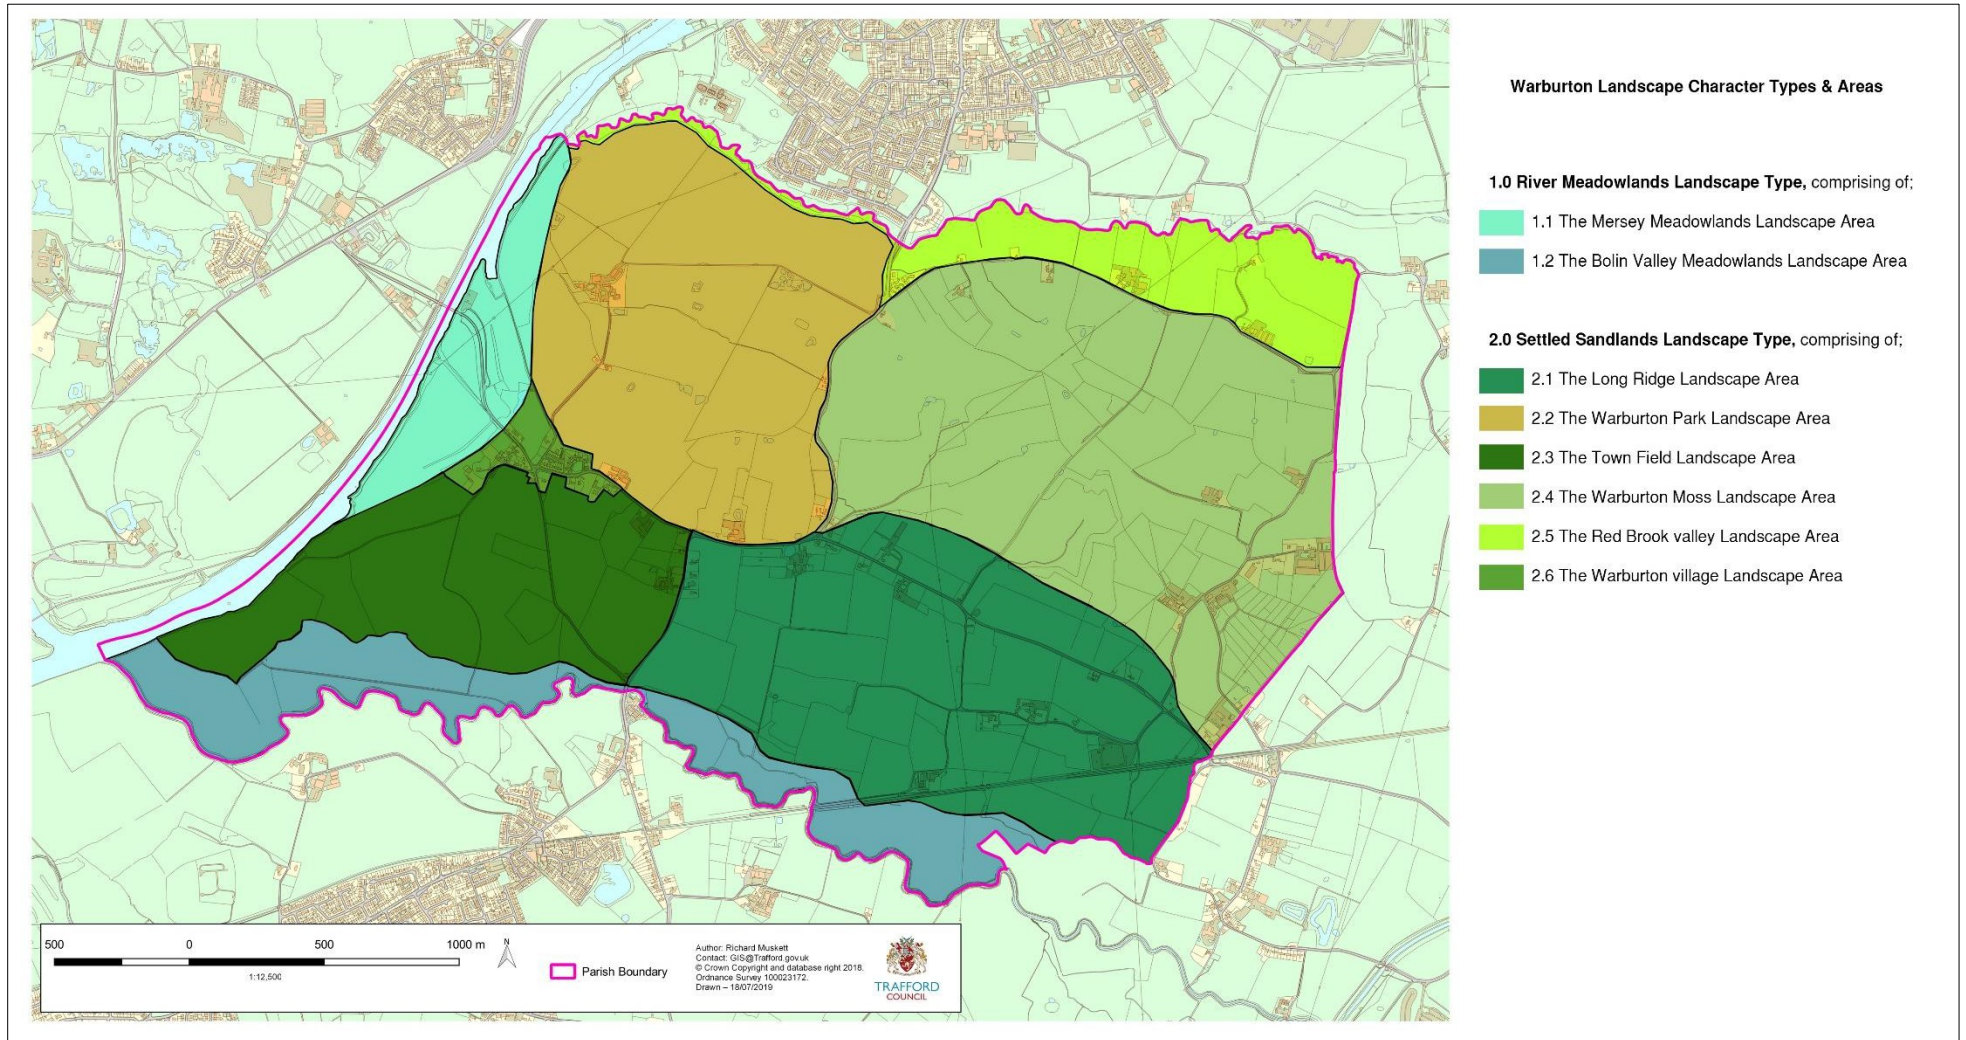 Warburton Landscape Character Types & Areas
1.0 River Meadowlands Landscape Type, comprising of;
1.1 The Mersey Meadowlands Landscape Area
1.2 The Bolin Valley Meadowlands Landscape Area
2.0 Settled Sandlands Landscape Type, comprising of;
2.1 The Long Ridge Landscape Area
2.2 The Warburton Park Landscape Area
2.3 The Town Field Landscape Area
2.4 The Warburton Moss Landscape Area
2.5 The Red Brook valley Landscape Area
2.6 The Warburton village Landscape Area
500 0 500 1000 m
1:12,500
N
Parish Boundary
Author: Richard Muskett
Contact: GIS@Trafford.gov.uk
© Crown Copyright and database right 2018.
Ordnance Survey 100023172.
Drawn – 18/07/2019
TRAFFORD
COUNCIL